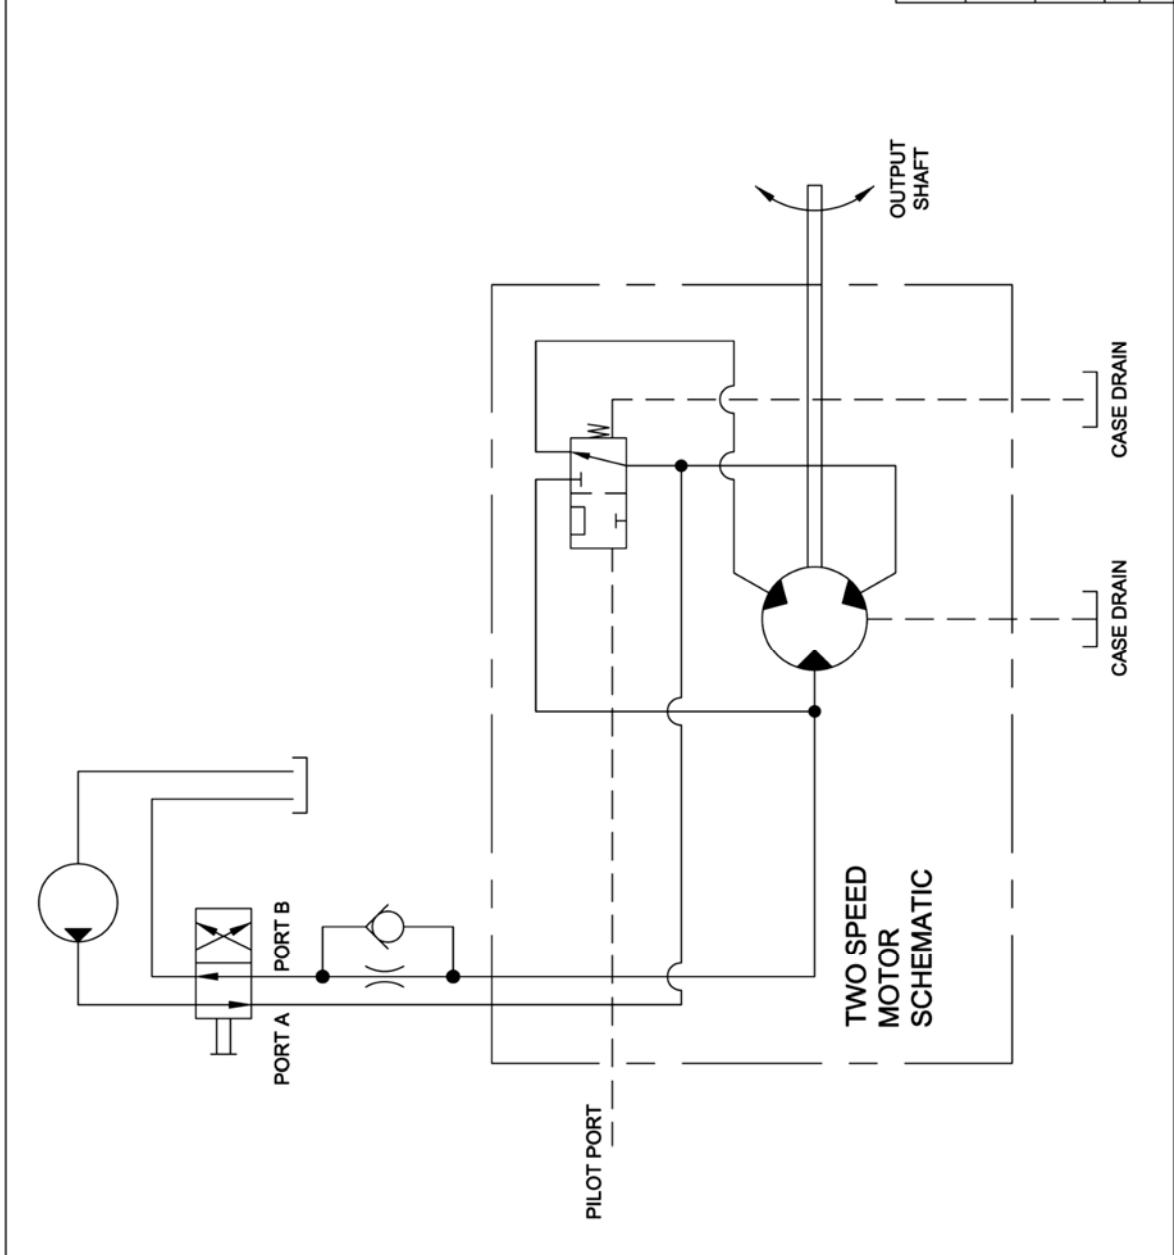 OUTPUT
SHAFT
CASE DRAIN
CASE DRAIN
PORT B
PORT A
TWO SPEED
MOTOR
SCHEMATIC
PILOT PORT